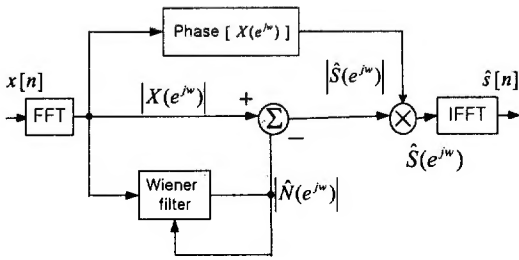 Phase [ X(e^{jw}) ]
x[n]
|X(e^{jw})|
+
|Ŝ(e^{jw})|
ŝ[n]
FFT
Σ
−
×
IFFT
Ŝ(e^{jw})
Wiener
filter
|N̂(e^{jw})|